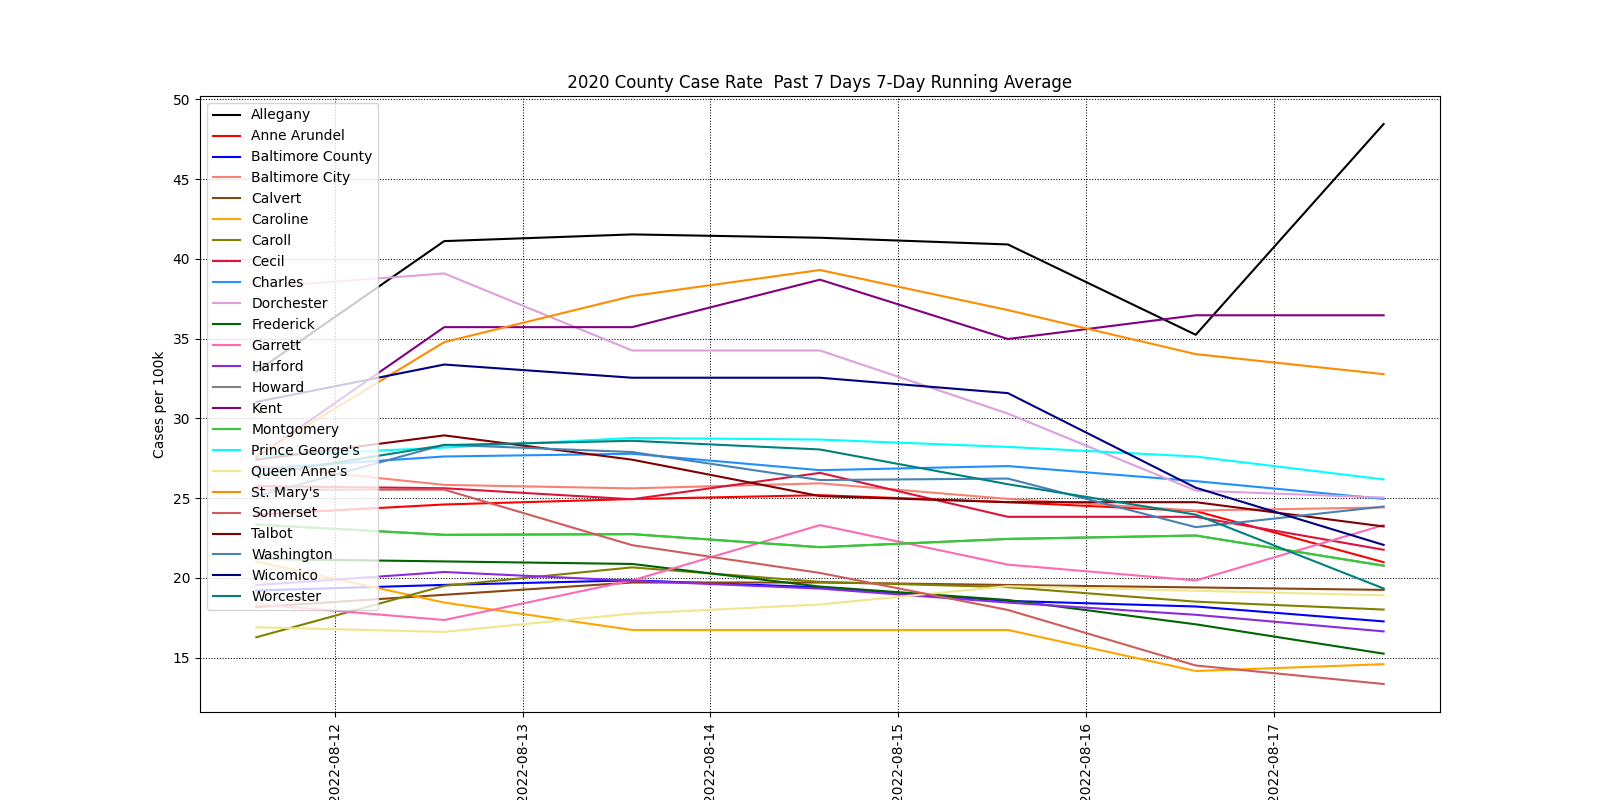 2020 County Case Rate  Past 7 Days 7-Day Running Average
Cases per 100k
50
45
40
35
30
25
20
15
Allegany
Anne Arundel
Baltimore County
Baltimore City
Calvert
Caroline
Caroll
Cecil
Charles
Dorchester
Frederick
Garrett
Harford
Howard
Kent
Montgomery
Prince George's
Queen Anne's
St. Mary's
Somerset
Talbot
Washington
Wicomico
Worcester
2022-08-12
2022-08-13
2022-08-14
2022-08-15
2022-08-16
2022-08-17